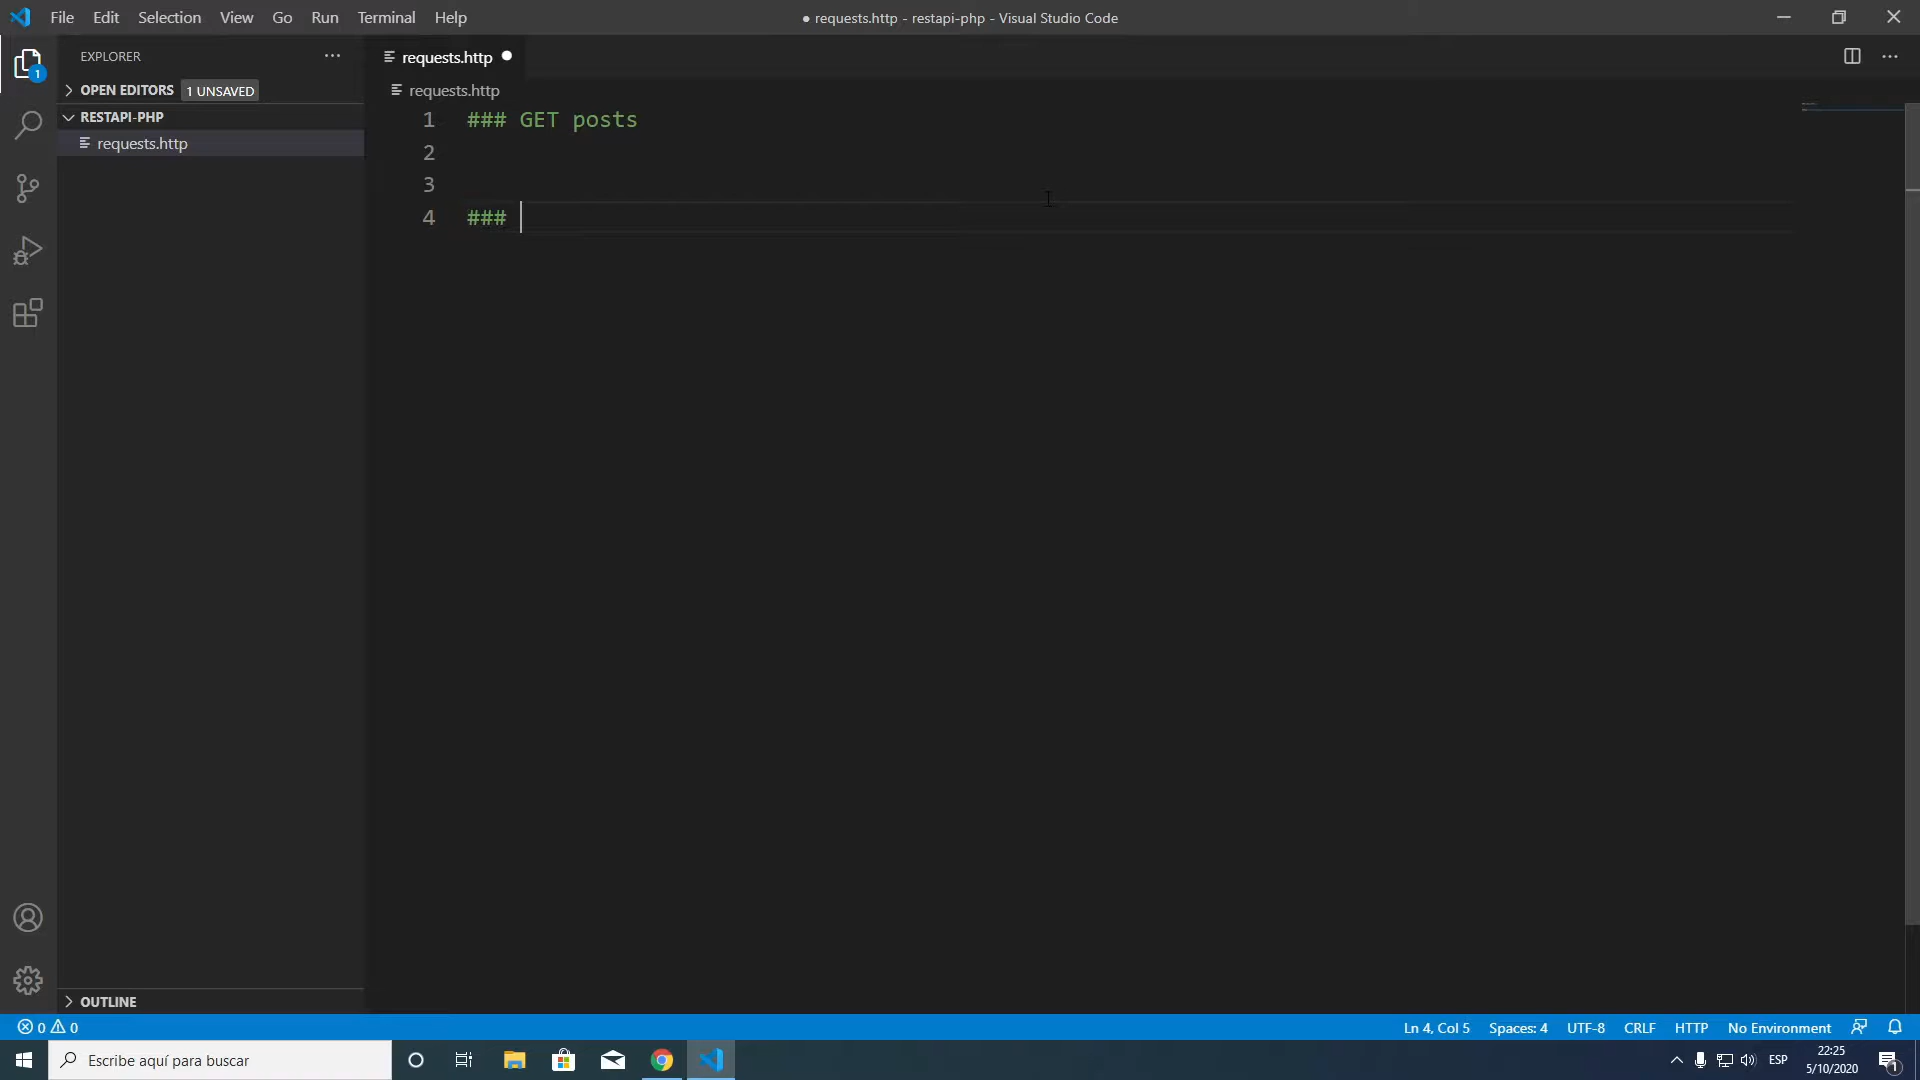 File Edit Selection View Go Run Terminal Help
● requests.http - restapi-php - Visual Studio Code
EXPLORER
requests.http
1
OPEN EDITORS 1 UNSAVED
requests.http
RESTAPI-PHP
requests.http
1 ### GET posts
2
3
4 ###
OUTLINE
0 0
Ln 4, Col 5 Spaces: 4 UTF-8 CRLF HTTP No Environment
Escribe aquí para buscar
ESP
22:25
5/10/2020
1